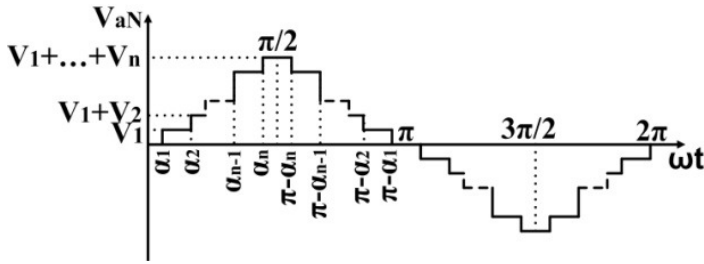 VaN
V1+...+Vn
π/2
V1+V2
V1
α1
α2
αn-1
αn
π-αn
π-αn-1
π-α2
π-α1
π
3π/2
2π
ωt